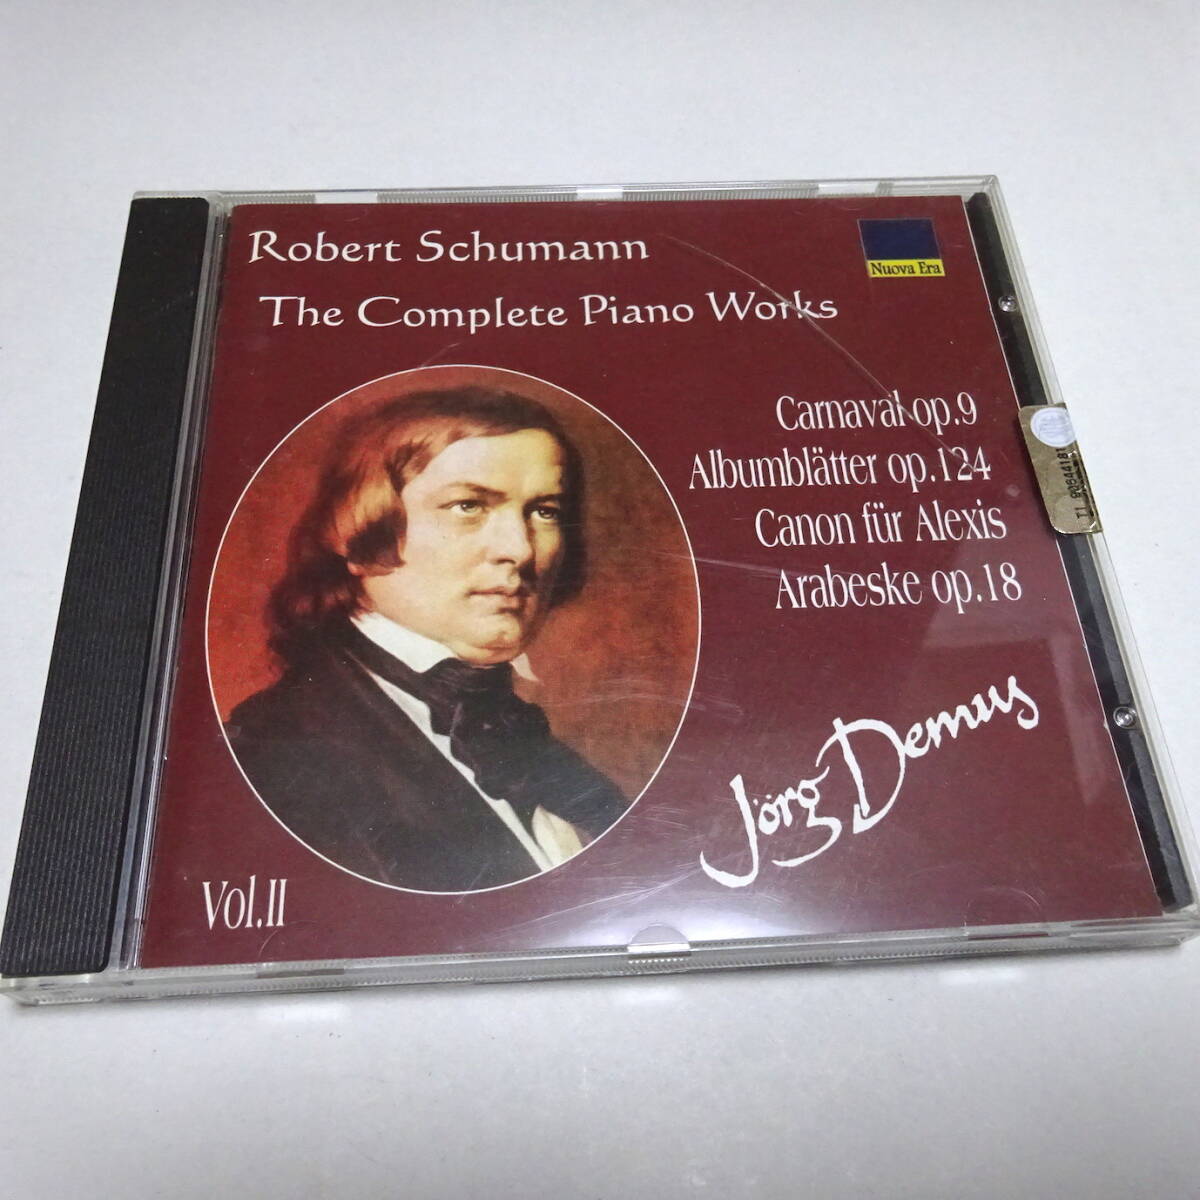 Robert Schumann
Nuova Era
The Complete Piano Works
Carnaval op.9
Albumblätter op.124
Canon für Alexis
Arabeske op.18
Jörg Demus
Vol.II